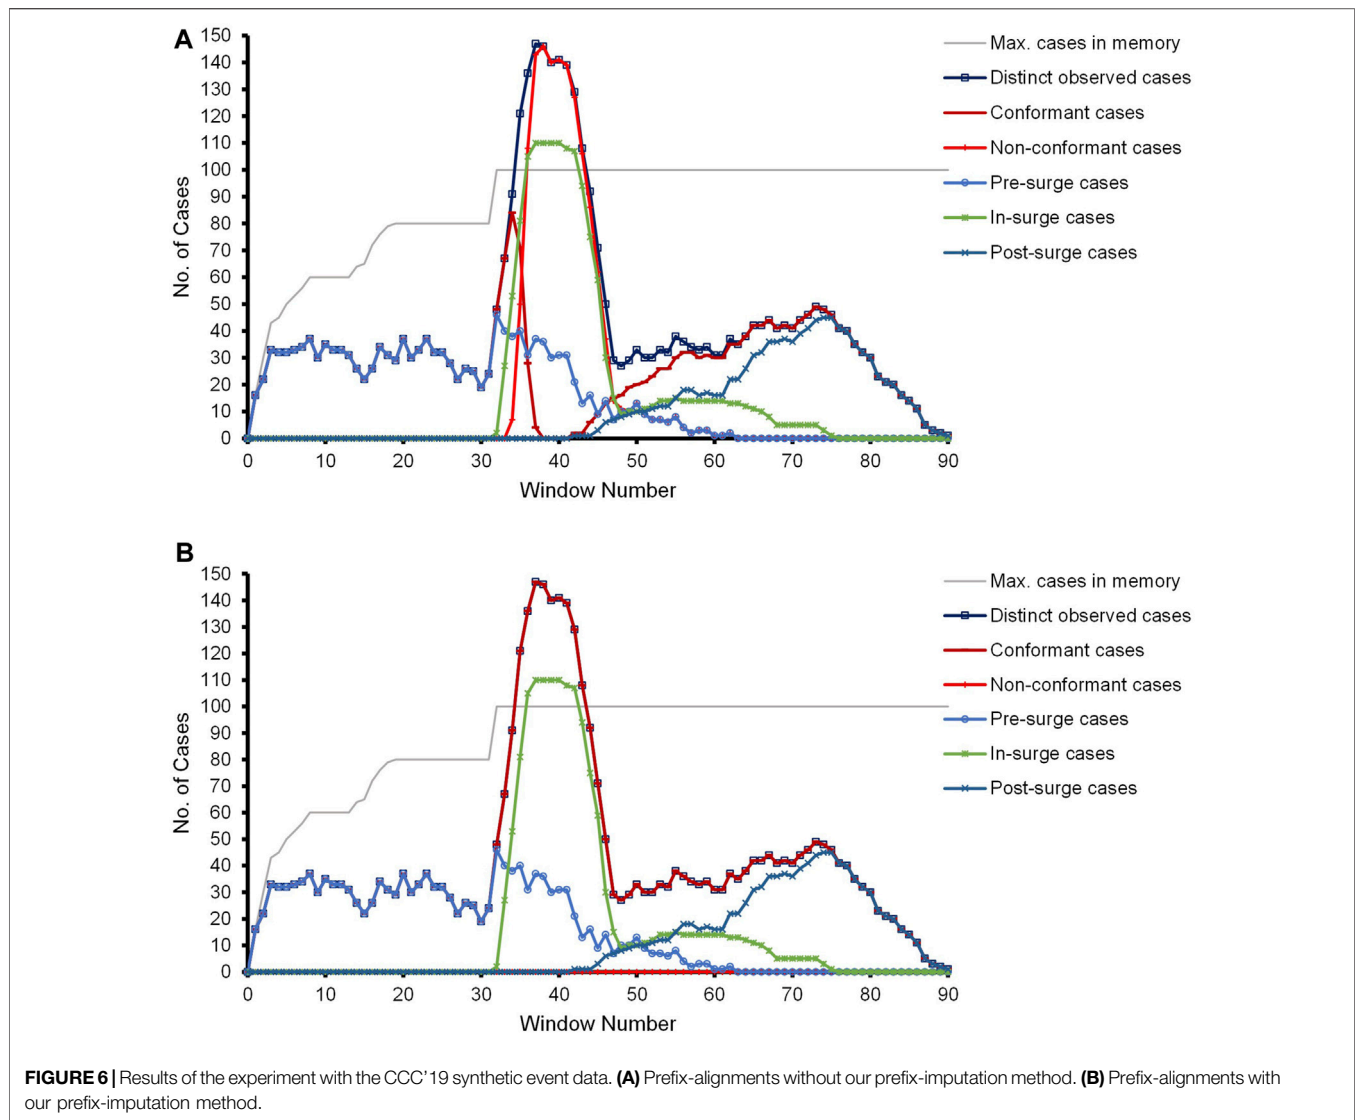 A
150
140
130
120
110
100
90
80
70
60
50
40
30
20
10
0
No. of Cases
0 10 20 30 40 50 60 70 80 90
Window Number
Max. cases in memory
Distinct observed cases
Conformant cases
Non-conformant cases
Pre-surge cases
In-surge cases
Post-surge cases
B
150
140
130
120
110
100
90
80
70
60
50
40
30
20
10
0
No. of Cases
0 10 20 30 40 50 60 70 80 90
Window Number
Max. cases in memory
Distinct observed cases
Conformant cases
Non-conformant cases
Pre-surge cases
In-surge cases
Post-surge cases
FIGURE 6 | Results of the experiment with the CCC'19 synthetic event data. (A) Prefix-alignments without our prefix-imputation method. (B) Prefix-alignments with
our prefix-imputation method.